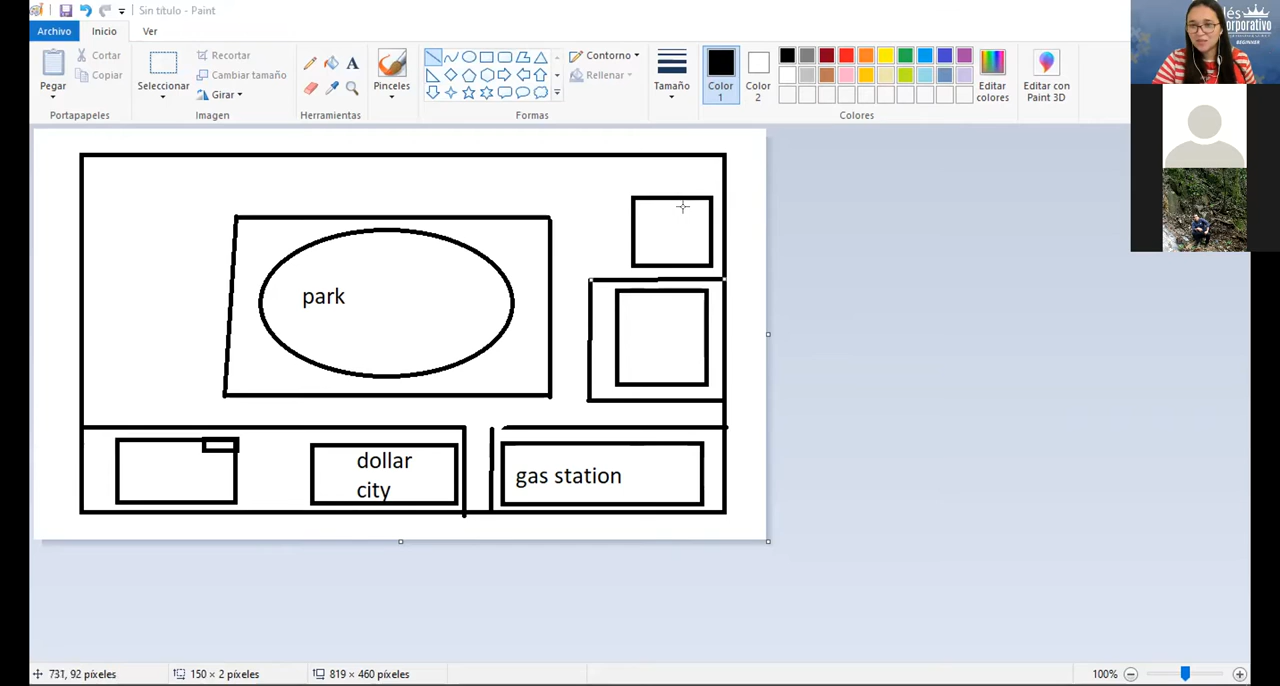 Sin título - Paint
Archivo
Inicio
Ver
Pegar
Cortar
Copiar
Portapapeles
Seleccionar
Recortar
Cambiar tamaño
Girar
Imagen
A
Herramientas
Pinceles
Contorno
Rellenar
Formas
Tamaño
Color
1
Color
2
Editar
colores
Editar con
Paint 3D
Colores
park
dollar
city
gas station
BEGINNER
731, 92 píxeles
150 × 2 píxeles
819 × 460 píxeles
100%